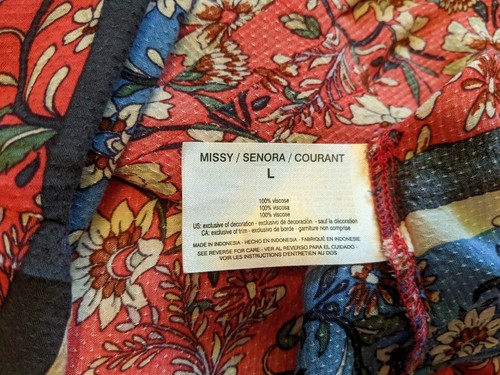 MISSY / SENORA / COURANT
L
100% viscose
100% viscosa
100% viscose
US: exclusive of decoration - exclusivo de decoración - sauf la décoration
CA: exclusive of trim - exclusivo de borde - garniture non comprise
MADE IN INDONESIA - HECHO EN INDONESIA - FABRIQUÉ EN INDONESIE
SEE REVERSE FOR CARE - VER AL REVERSO PARA EL CUIDADO -
VOIR LES INSTRUCTIONS D'ENTRETIEN AU DOS